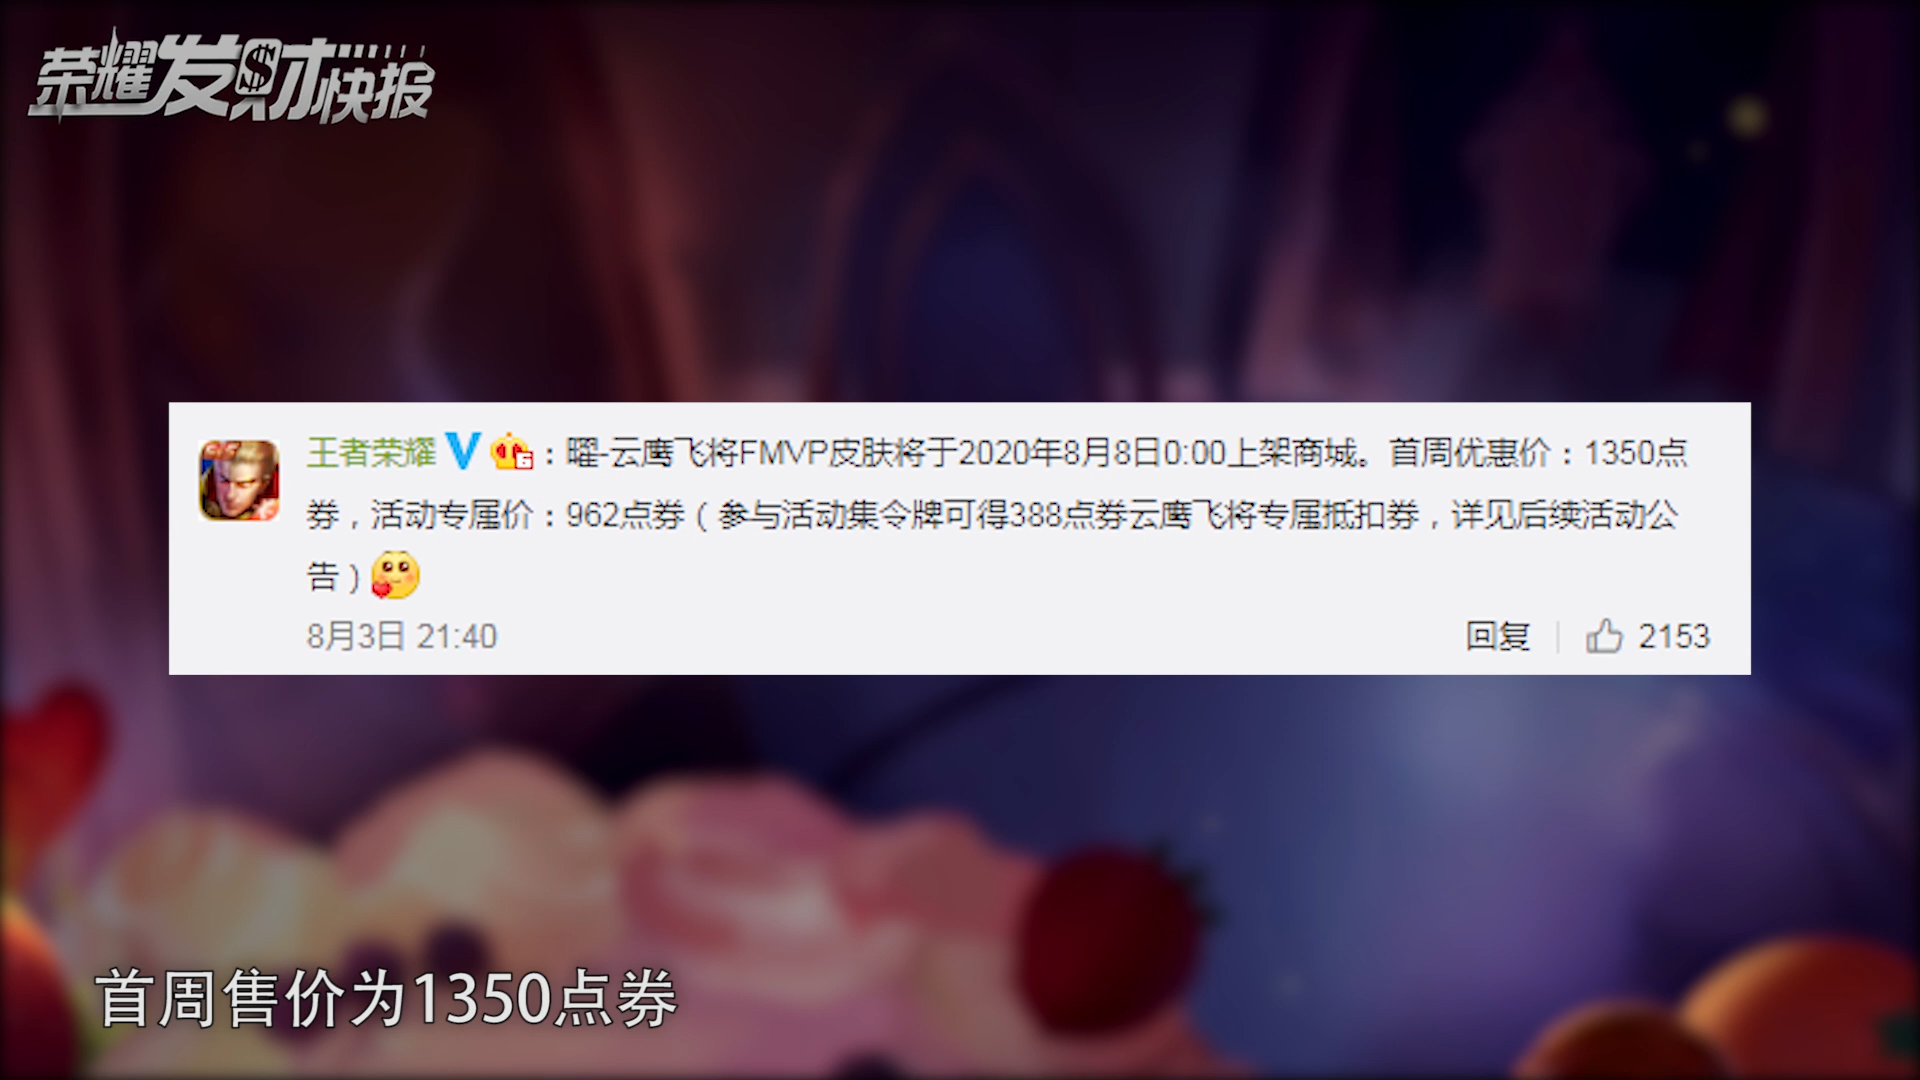 荣耀发财快报
王者荣耀：曜-云鹰飞将FMVP皮肤将于2020年8月8日0:00上架商城。首周优惠价：1350点
券，活动专属价：962点券（参与活动集令牌可得388点券云鹰飞将专属抵扣券，详见后续活动公
告）
8月3日 21:40 回复 2153
首周售价为1350点券